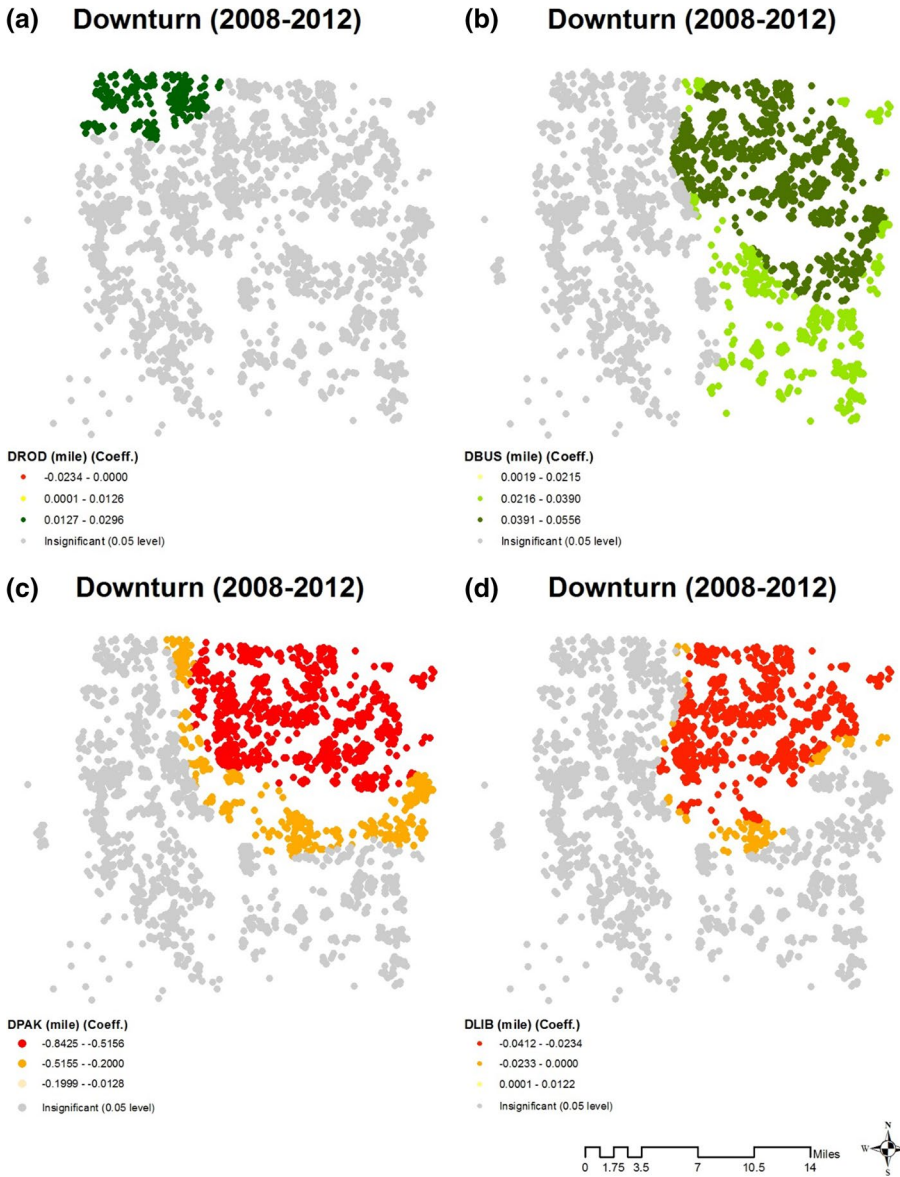 (a) Downturn (2008-2012)
(b) Downturn (2008-2012)
DROD (mile) (Coeff.)
-0.0234 - 0.0000
0.0001 - 0.0126
0.0127 - 0.0296
Insignificant (0.05 level)
DBUS (mile) (Coeff.)
0.0019 - 0.0215
0.0216 - 0.0390
0.0391 - 0.0556
Insignificant (0.05 level)
(c) Downturn (2008-2012)
(d) Downturn (2008-2012)
DPAK (mile) (Coeff.)
-0.8425 - -0.5156
-0.5155 - -0.2000
-0.1999 - -0.0128
Insignificant (0.05 level)
DLIB (mile) (Coeff.)
-0.0412 - -0.0234
-0.0233 - 0.0000
0.0001 - 0.0122
Insignificant (0.05 level)
Miles
0 1.75 3.5 7 10.5 14
N
W
S